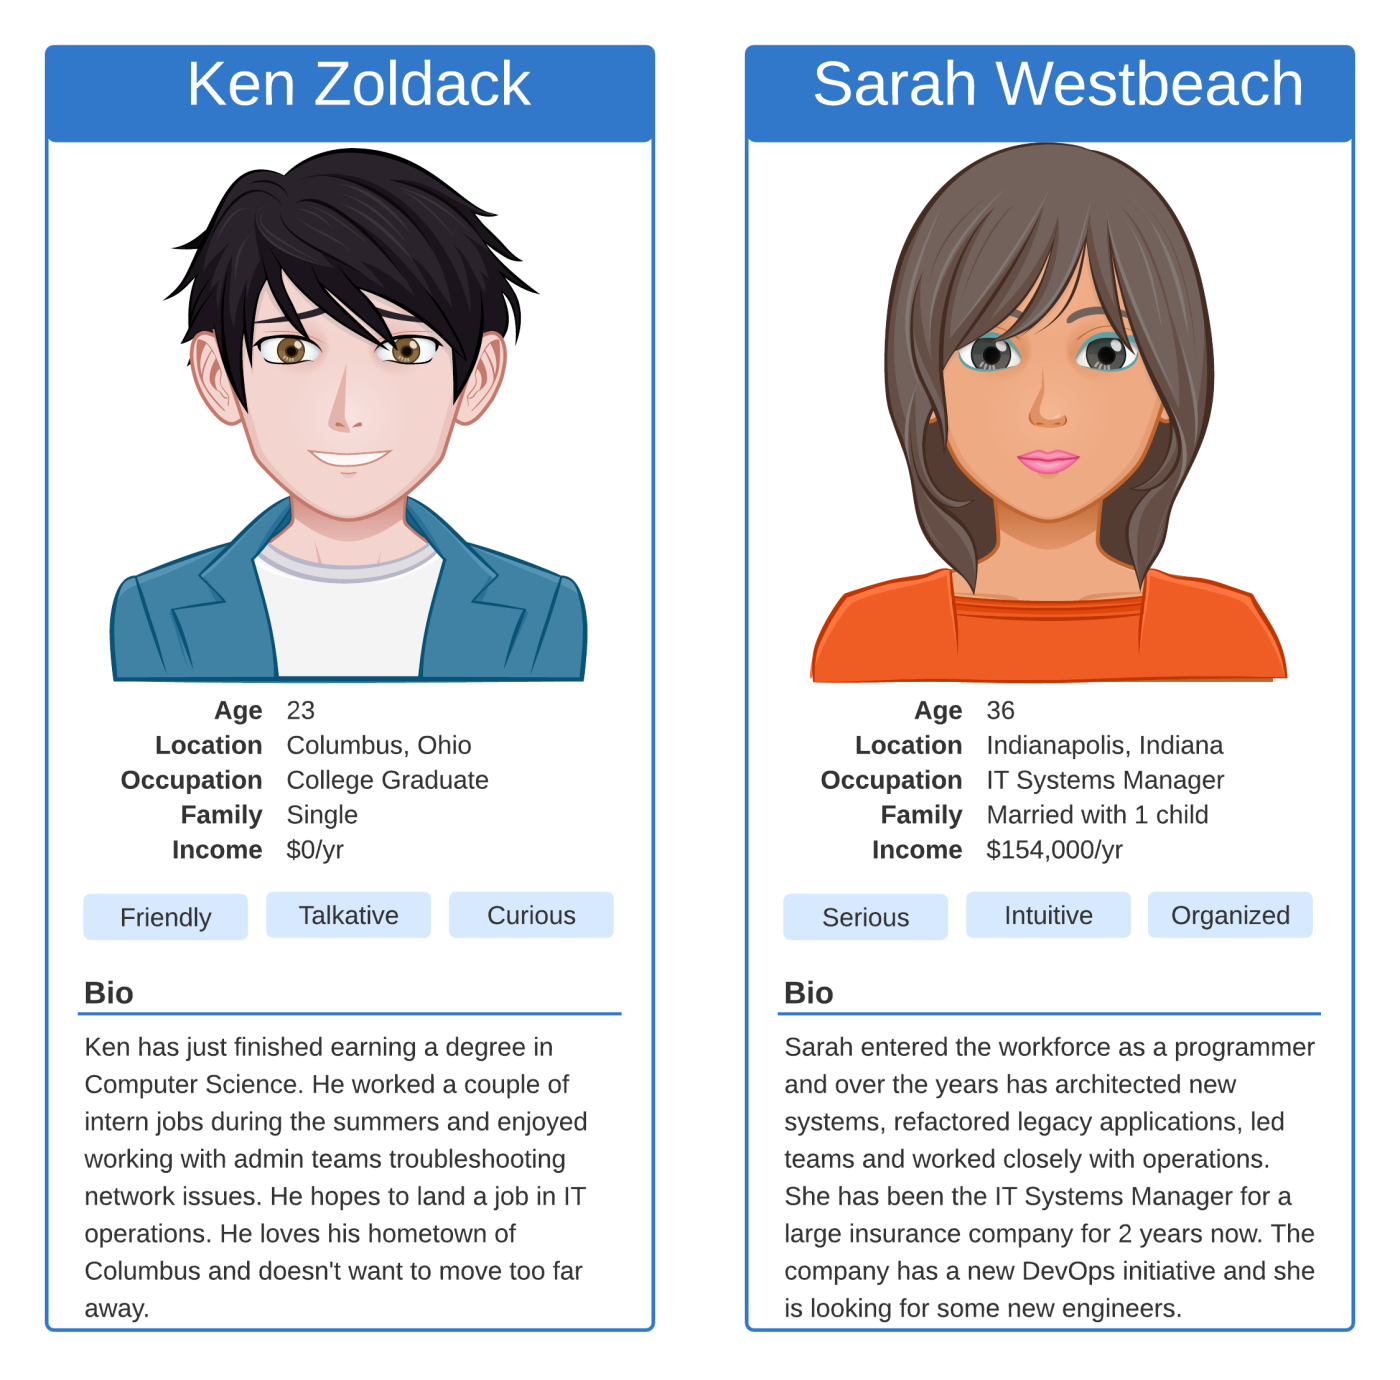 Ken Zoldack
Age 23
Location Columbus, Ohio
Occupation College Graduate
Family Single
Income $0/yr
Friendly Talkative Curious
Bio
Ken has just finished earning a degree in
Computer Science. He worked a couple of
intern jobs during the summers and enjoyed
working with admin teams troubleshooting
network issues. He hopes to land a job in IT
operations. He loves his hometown of
Columbus and doesn't want to move too far
away.
Sarah Westbeach
Age 36
Location Indianapolis, Indiana
Occupation IT Systems Manager
Family Married with 1 child
Income $154,000/yr
Serious Intuitive Organized
Bio
Sarah entered the workforce as a programmer
and over the years has architected new
systems, refactored legacy applications, led
teams and worked closely with operations.
She has been the IT Systems Manager for a
large insurance company for 2 years now. The
company has a new DevOps initiative and she
is looking for some new engineers.